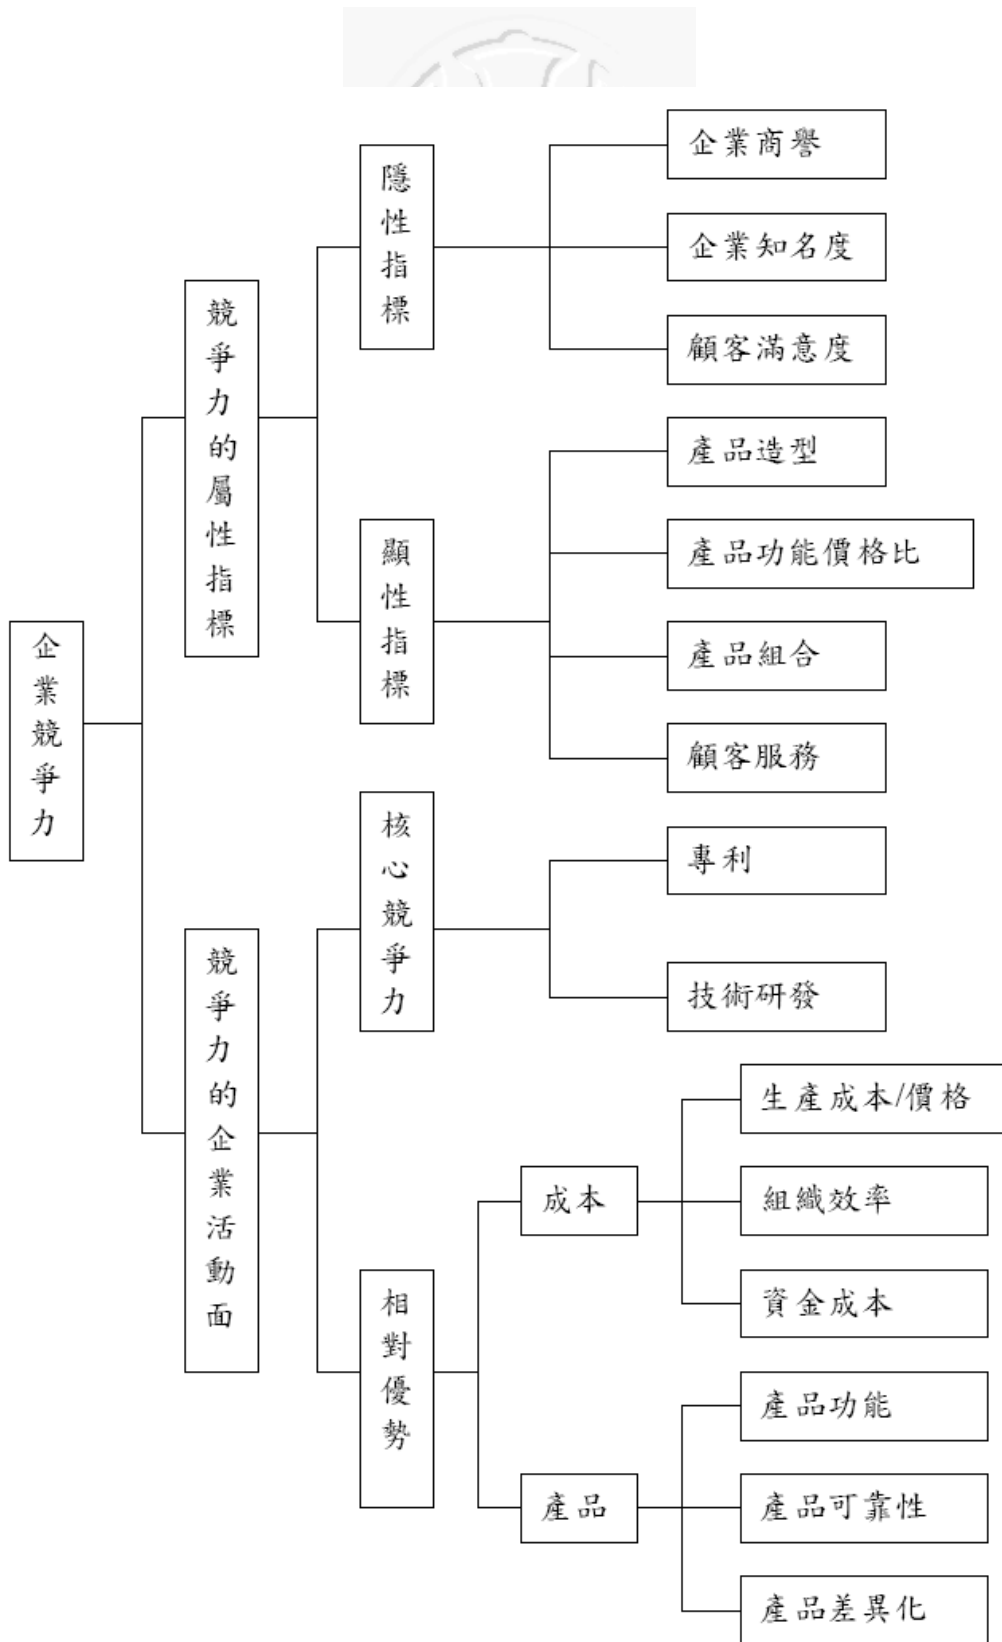 企業競爭力
競爭力的屬性指標
隱性指標
企業商譽
企業知名度
顧客滿意度
顯性指標
產品造型
產品功能價格比
產品組合
顧客服務
競爭力的企業活動面
核心競爭力
專利
技術研發
相對優勢
成本
生產成本/價格
組織效率
資金成本
產品
產品功能
產品可靠性
產品差異化